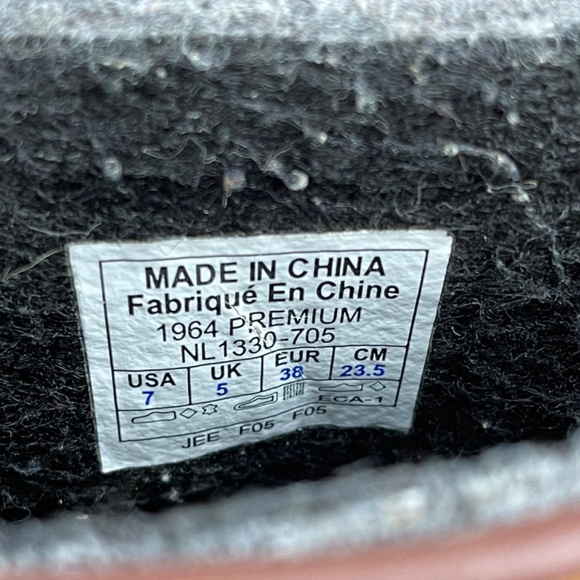 MADE IN CHINA
Fabriqué En Chine
1964 PREMIUM
NL1330-705
USA UK EUR CM
7 5 38 23.5
ECA-1
JEE F05 F05